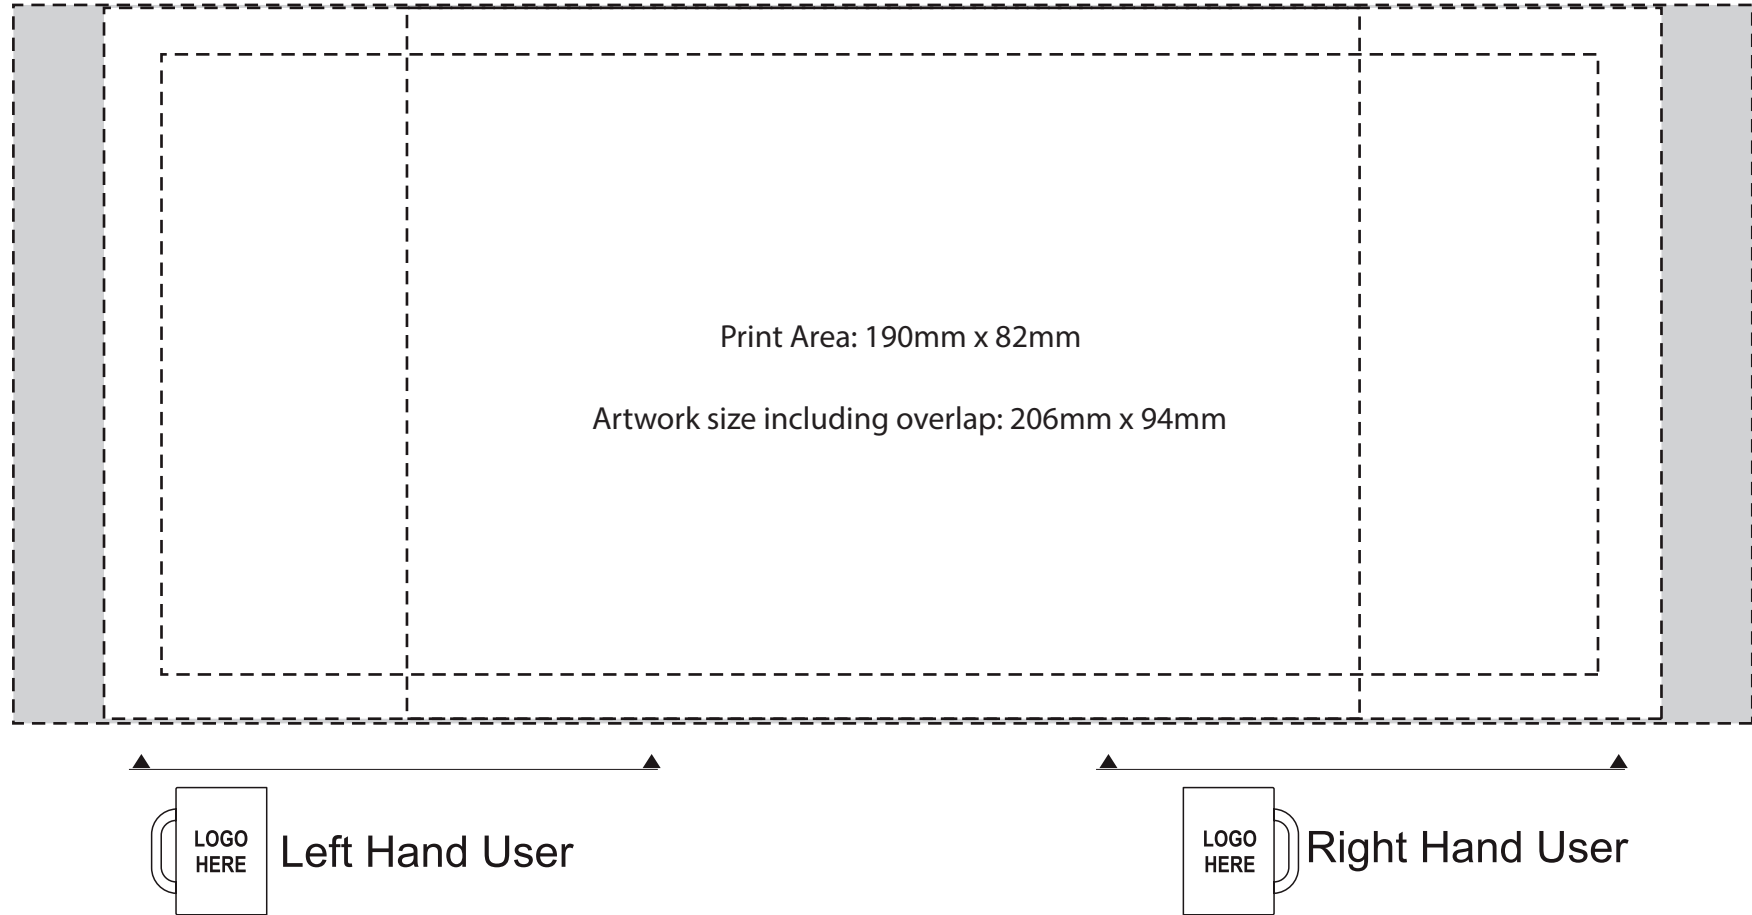 Print Area: 190mm x 82mm
Artwork size including overlap: 206mm x 94mm
LOGO
HERE
Left Hand User
LOGO
HERE
Right Hand User